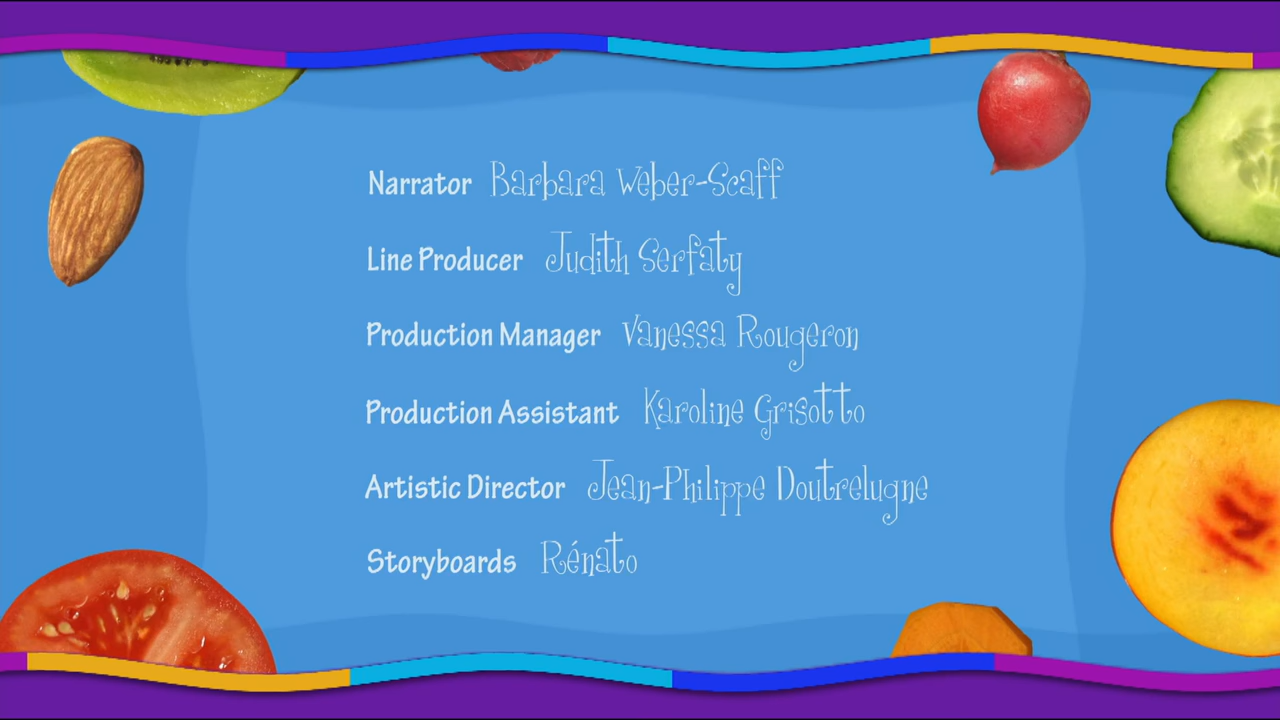 Narrator Barbara Weber-Scaff
Line Producer Judith Serfaty
Production Manager Vanessa Rougeron
Production Assistant Karoline Grisotto
Artistic Director Jean-Philippe Doutrelugne
Storyboards Rénato